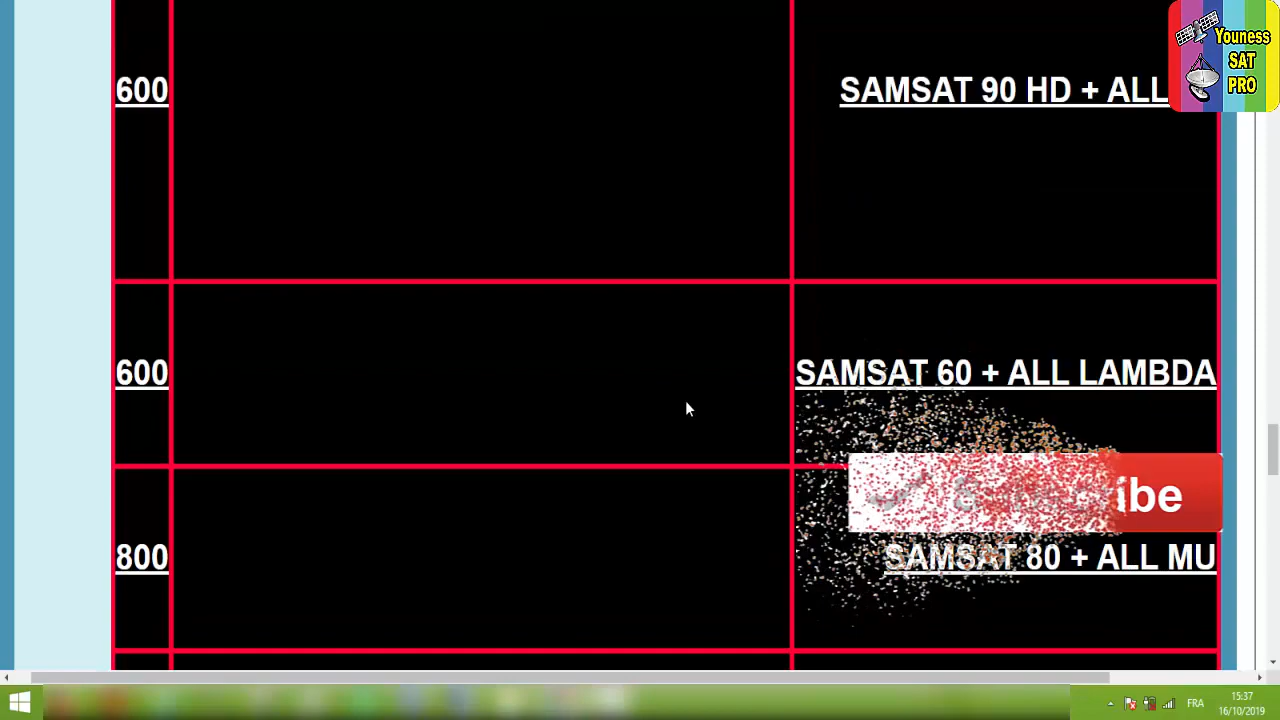 Youness
SAT
PRO
600
SAMSAT 90 HD + ALL
600
SAMSAT 60 + ALL LAMBDA
800
SAMSAT 80 + ALL MU
FRA
15:37
16/10/2019